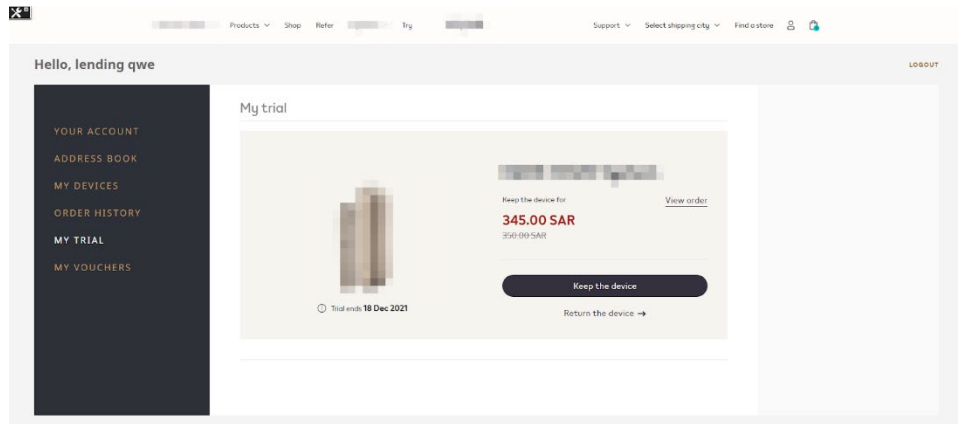 Products Shop Refer Try Support Select shipping city Find a store
Hello, lending qwe
LOGOUT
YOUR ACCOUNT
ADDRESS BOOK
MY DEVICES
ORDER HISTORY
MY TRIAL
MY VOUCHERS
My trial
Keep the device for
View order
345.00 SAR
350.00 SAR
Keep the device
Return the device →
Trial ends 18 Dec 2021